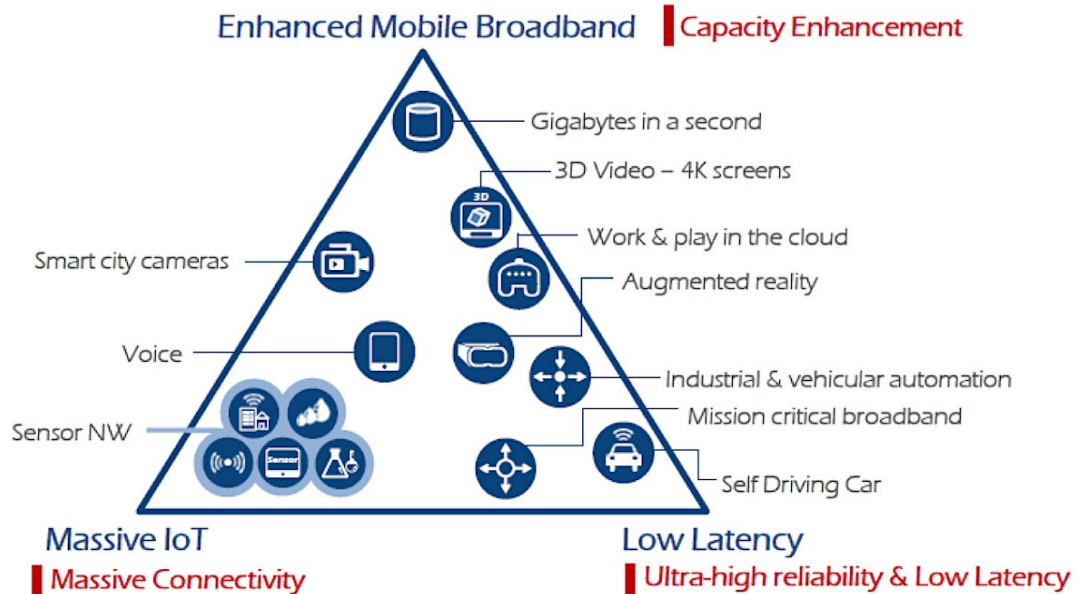 Enhanced Mobile Broadband
Capacity Enhancement
Gigabytes in a second
3D Video – 4K screens
3D
Work & play in the cloud
Smart city cameras
Augmented reality
Voice
Industrial & vehicular automation
Mission critical broadband
Sensor NW
Sensor
Self Driving Car
Massive IoT
Low Latency
Massive Connectivity
Ultra-high reliability & Low Latency